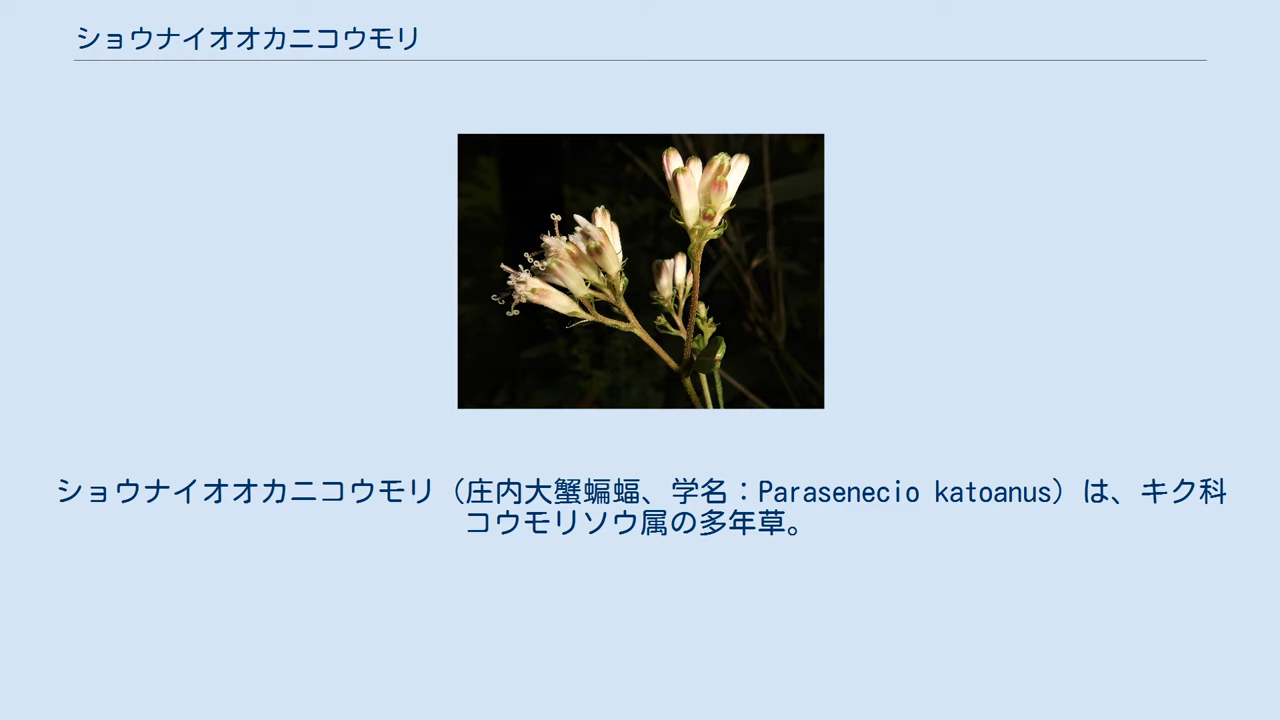 ショウナイオオカニコウモリ
ショウナイオオカニコウモリ（庄内大蟹蝙蝠、学名：Parasenecio katoanus）は、キク科
コウモリソウ属の多年草。